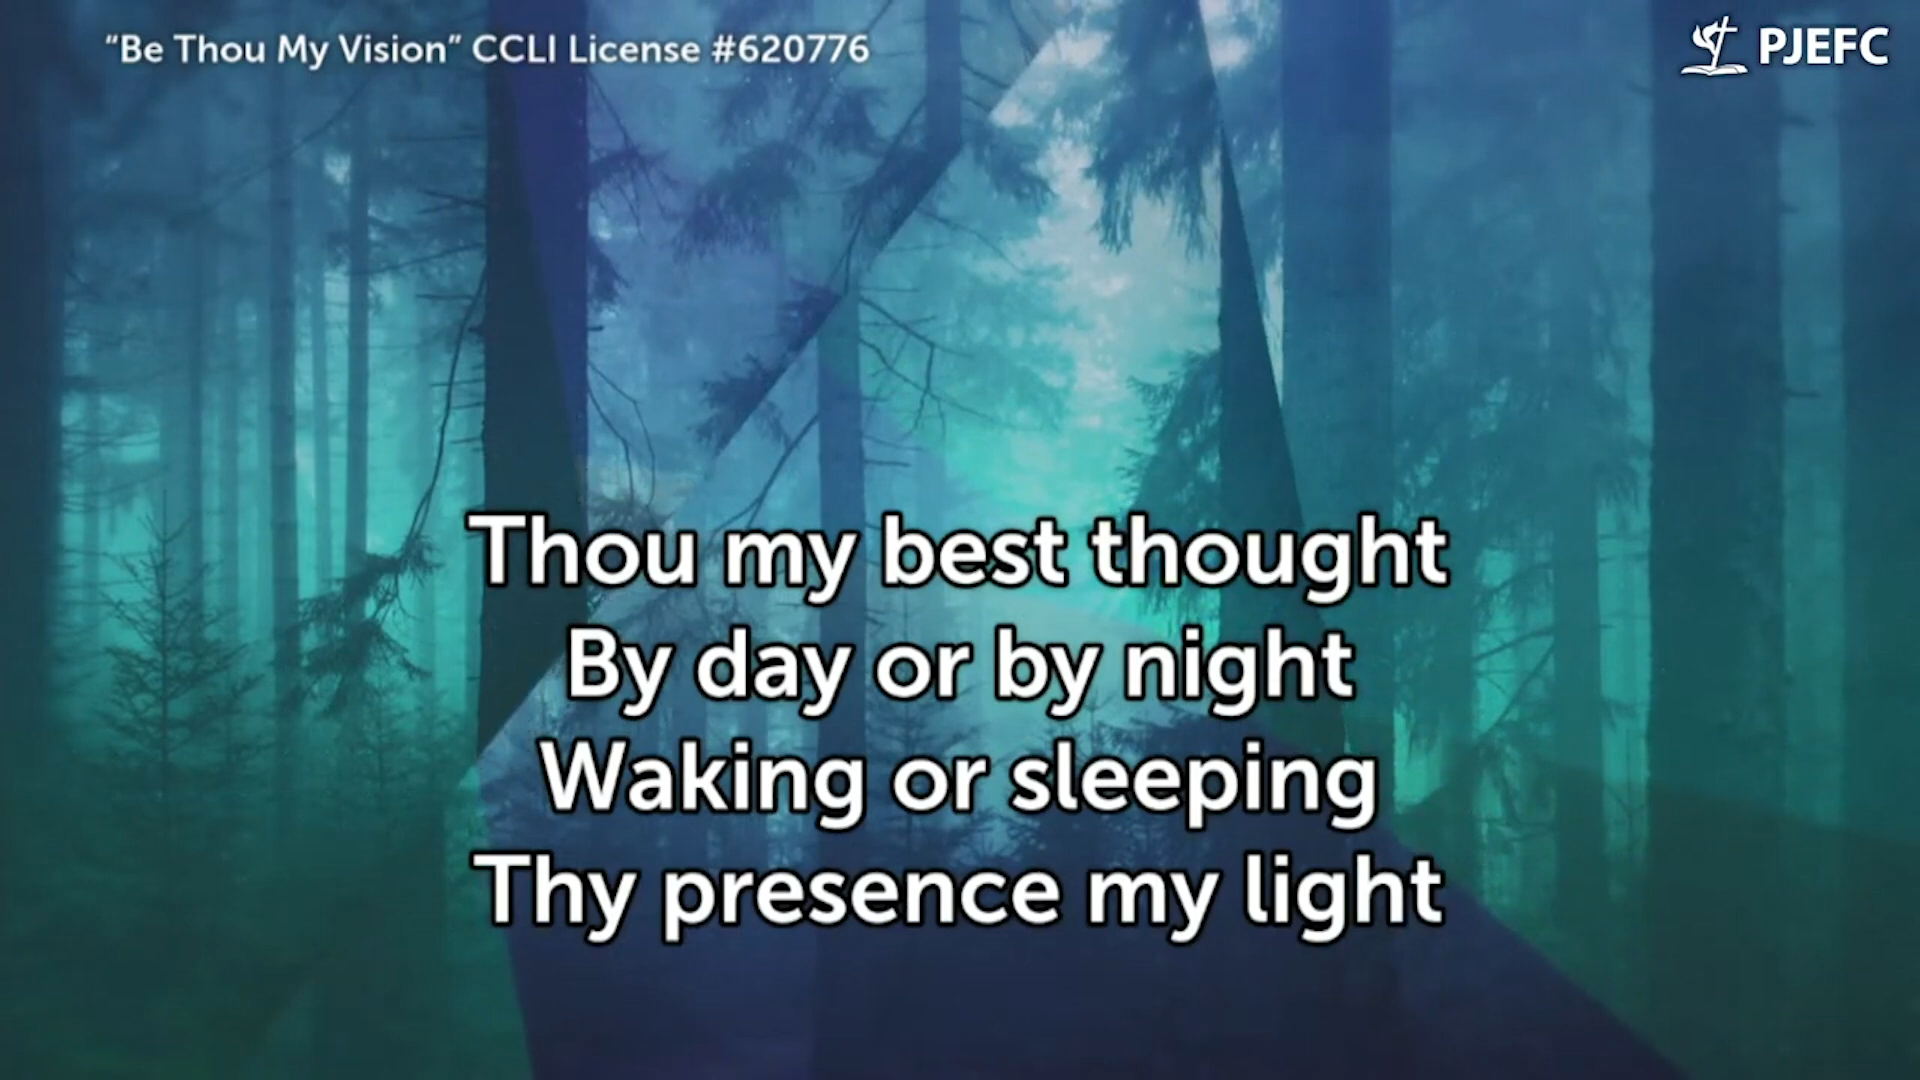 “Be Thou My Vision” CCLI License #620776
PJEFC
Thou my best thought
By day or by night
Waking or sleeping
Thy presence my light